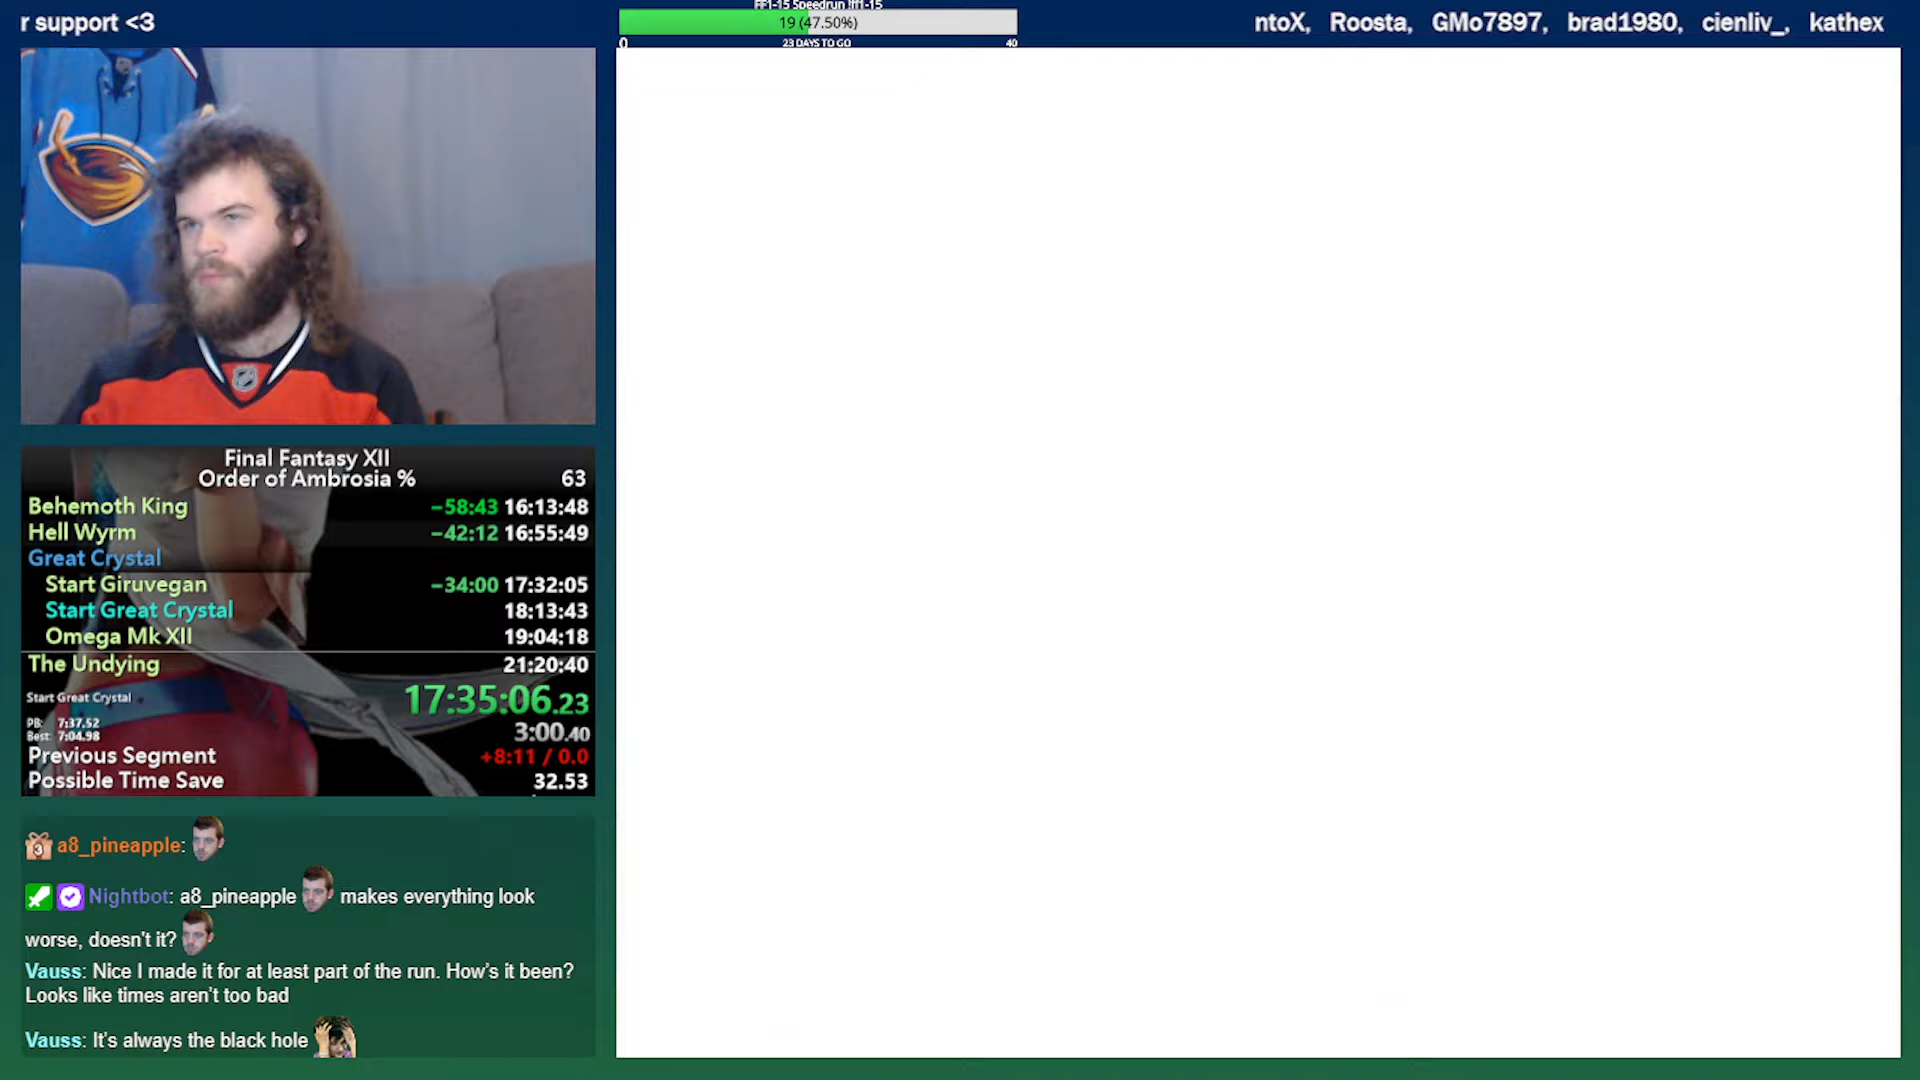 r support <3
FF1-15 Speedrun !ff1-15
19 (47.50%)
0 23 DAYS TO GO 40
ntoX, Roosta, GMo7897, brad1980, cienliv_, kathex
Final Fantasy XII
Order of Ambrosia % 63
Behemoth King −58:43 16:13:48
Hell Wyrm −42:12 16:55:49
Great Crystal
Start Giruvegan −34:00 17:32:05
Start Great Crystal 18:13:43
Omega Mk XII 19:04:18
The Undying 21:20:40
Start Great Crystal 17:35:06.23
PB: 7:37.52
Best: 7:04.98 3:00.40
Previous Segment +8:11 / 0.0
Possible Time Save 32.53
3 a8_pineapple:
Nightbot: a8_pineapple makes everything look
worse, doesn't it?
Vauss: Nice I made it for at least part of the run. How's it been?
Looks like times aren't too bad
Vauss: It's always the black hole